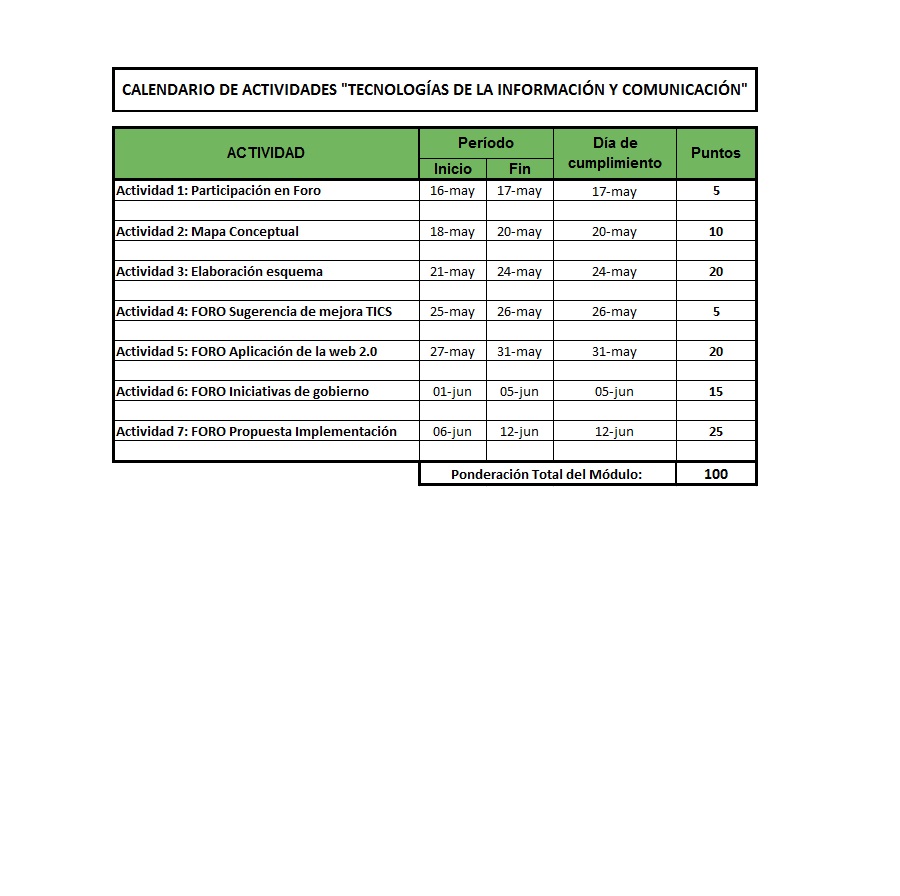 CALENDARIO DE ACTIVIDADES "TECNOLOGÍAS DE LA INFORMACIÓN Y COMUNICACIÓN"
ACTIVIDAD Período Día de cumplimiento Puntos
Inicio Fin
Actividad 1: Participación en Foro 16-may 17-may 17-may 5
Actividad 2: Mapa Conceptual 18-may 20-may 20-may 10
Actividad 3: Elaboración esquema 21-may 24-may 24-may 20
Actividad 4: FORO Sugerencia de mejora TICS 25-may 26-may 26-may 5
Actividad 5: FORO Aplicación de la web 2.0 27-may 31-may 31-may 20
Actividad 6: FORO Iniciativas de gobierno 01-jun 05-jun 05-jun 15
Actividad 7: FORO Propuesta Implementación 06-jun 12-jun 12-jun 25
Ponderación Total del Módulo: 100